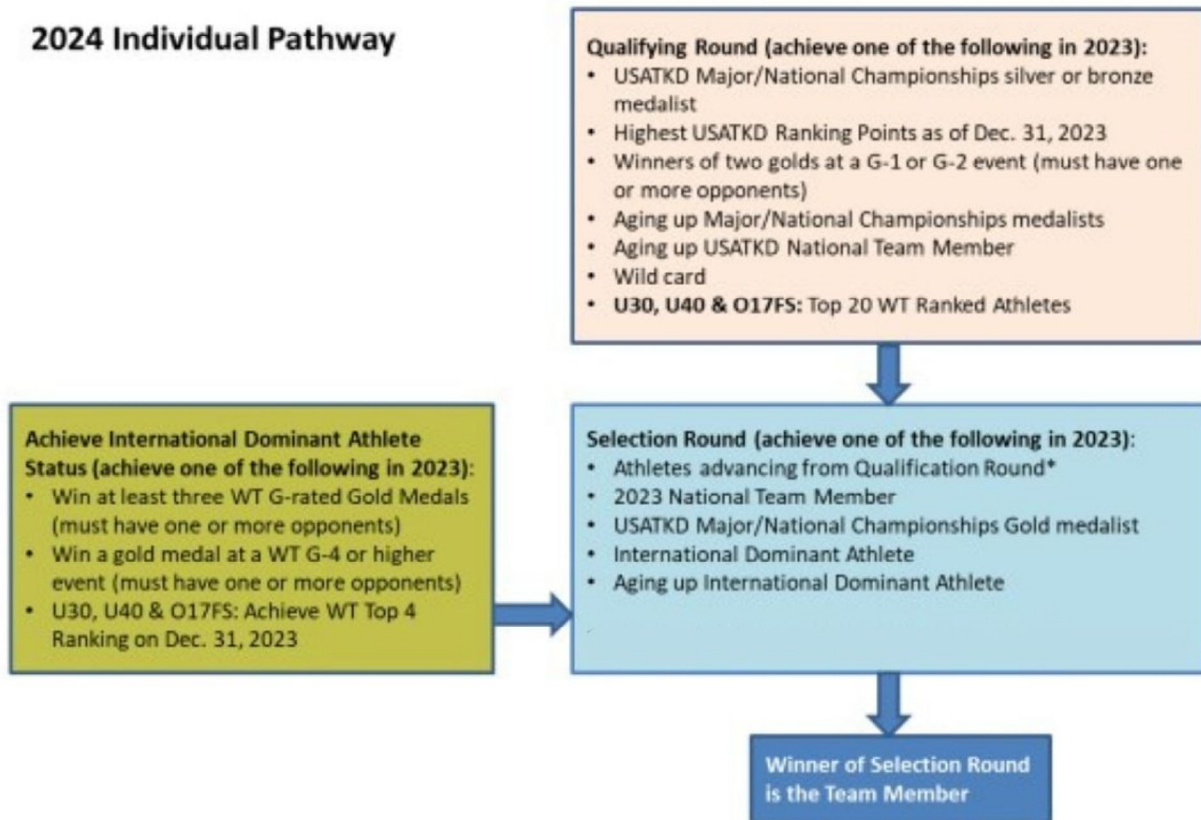 2024 Individual Pathway
Qualifying Round (achieve one of the following in 2023):
• USATKD Major/National Championships silver or bronze
medalist
• Highest USATKD Ranking Points as of Dec. 31, 2023
• Winners of two golds at a G-1 or G-2 event (must have one
or more opponents)
• Aging up Major/National Championships medalists
• Aging up USATKD National Team Member
• Wild card
• U30, U40 & O17FS: Top 20 WT Ranked Athletes
Achieve International Dominant Athlete
Status (achieve one of the following in 2023):
• Win at least three WT G-rated Gold Medals
(must have one or more opponents)
• Win a gold medal at a WT G-4 or higher
event (must have one or more opponents)
• U30, U40 & O17FS: Achieve WT Top 4
Ranking on Dec. 31, 2023
Selection Round (achieve one of the following in 2023):
• Athletes advancing from Qualification Round*
• 2023 National Team Member
• USATKD Major/National Championships Gold medalist
• International Dominant Athlete
• Aging up International Dominant Athlete
Winner of Selection Round
is the Team Member